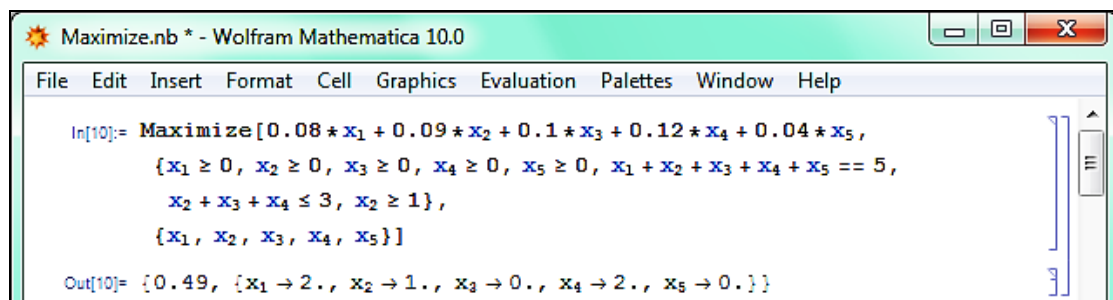 Maximize.nb * - Wolfram Mathematica 10.0
File Edit Insert Format Cell Graphics Evaluation Palettes Window Help
In[10]:= Maximize[0.08*x₁+0.09*x₂+0.1*x₃+0.12*x₄+0.04*x₅,
{x₁ ≥ 0, x₂ ≥ 0, x₃ ≥ 0, x₄ ≥ 0, x₅ ≥ 0, x₁+x₂+x₃+x₄+x₅ == 5,
x₂+x₃+x₄ ≤ 3, x₂ ≥ 1},
{x₁, x₂, x₃, x₄, x₅}]
Out[10]= {0.49, {x₁ → 2., x₂ → 1., x₃ → 0., x₄ → 2., x₅ → 0.}}